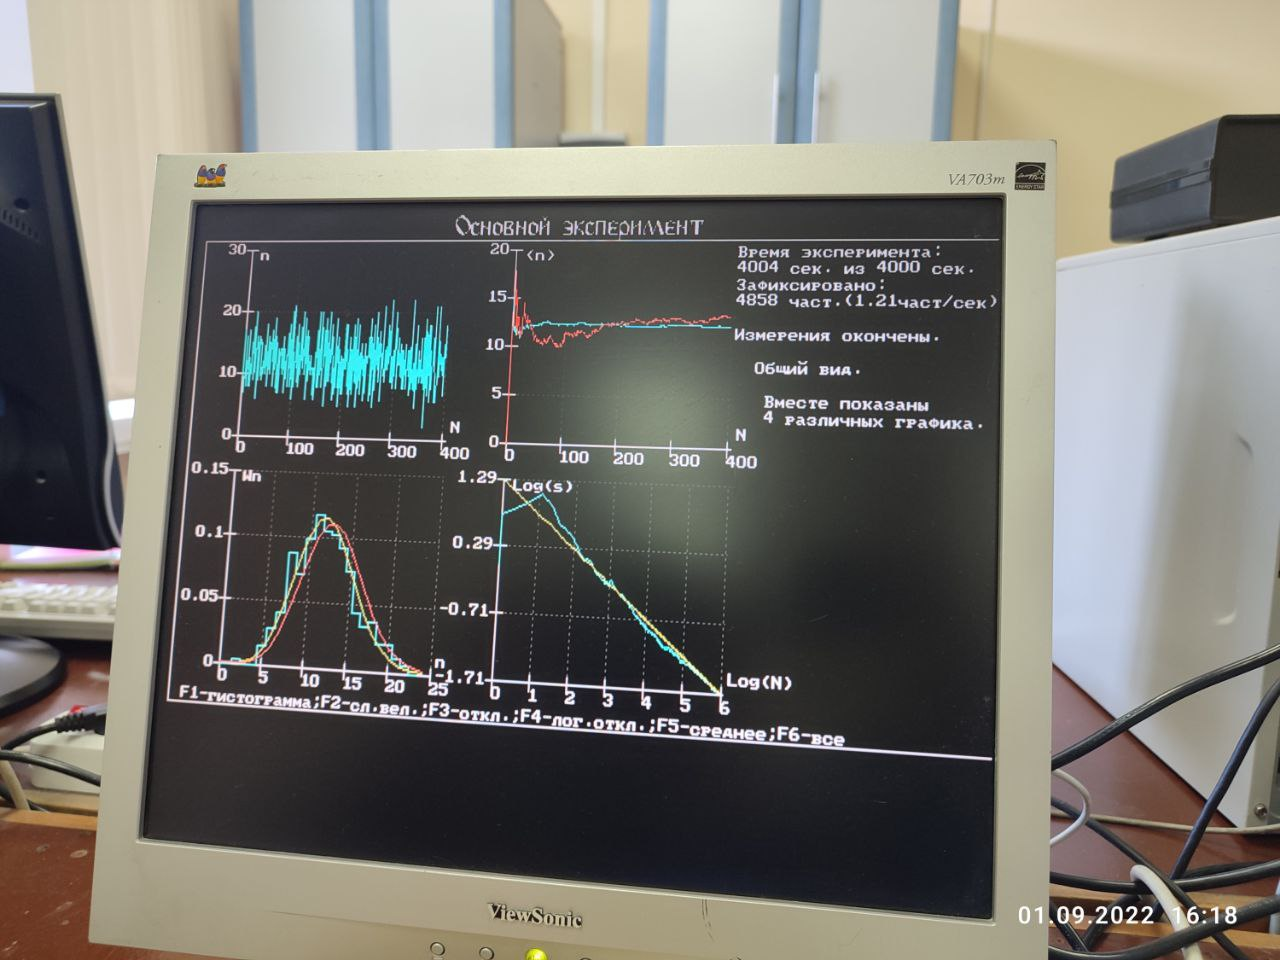 VA703m
ENERGY STAR
Основной эксперимент
30 n
20
10
0
0 100 200 300 400
N
20 (n)
15
10
5
0
0 100 200 300 400
N
Время эксперимента:
4004 сек. из 4000 сек.
Зафиксировано:
4858 част.(1.21част/сек)
Измерения окончены.
Общий вид.
Вместе показаны
4 различных графика.
0.15 Wn
0.1
0.05
0
0 5 10 15 20 25
n
1.29 Log(s)
0.29
-0.71
-1.71
0 1 2 3 4 5 6
Log(N)
F1-гистограмма;F2-сл.вел.;F3-откл.;F4-лог.откл.;F5-среднее;F6-все
ViewSonic
01.09.2022 16:18